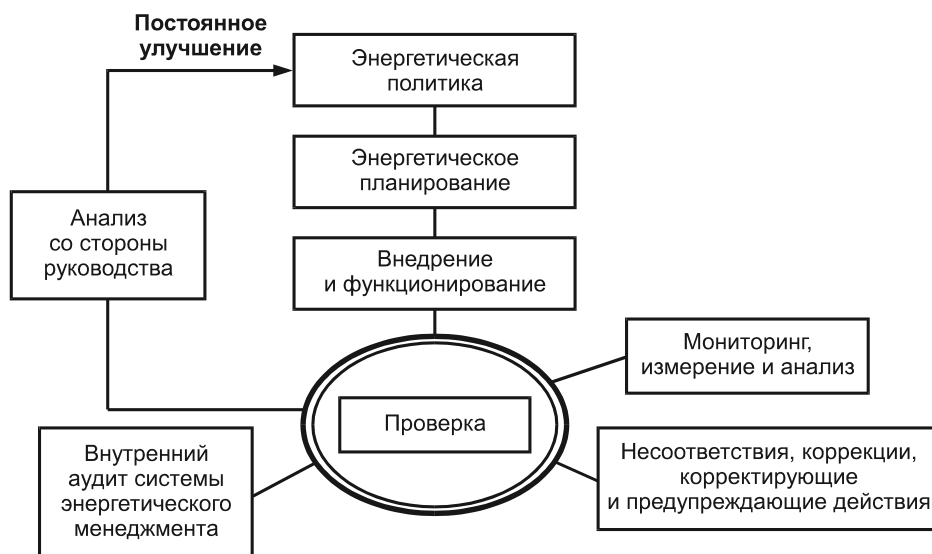 Постоянное
улучшение
Энергетическая
политика
Энергетическое
планирование
Анализ
со стороны
руководства
Внедрение
и функционирование
Мониторинг,
измерение и анализ
Проверка
Внутренний
аудит системы
энергетического
менеджмента
Несоответствия, коррекции,
корректирующие
и предупреждающие действия